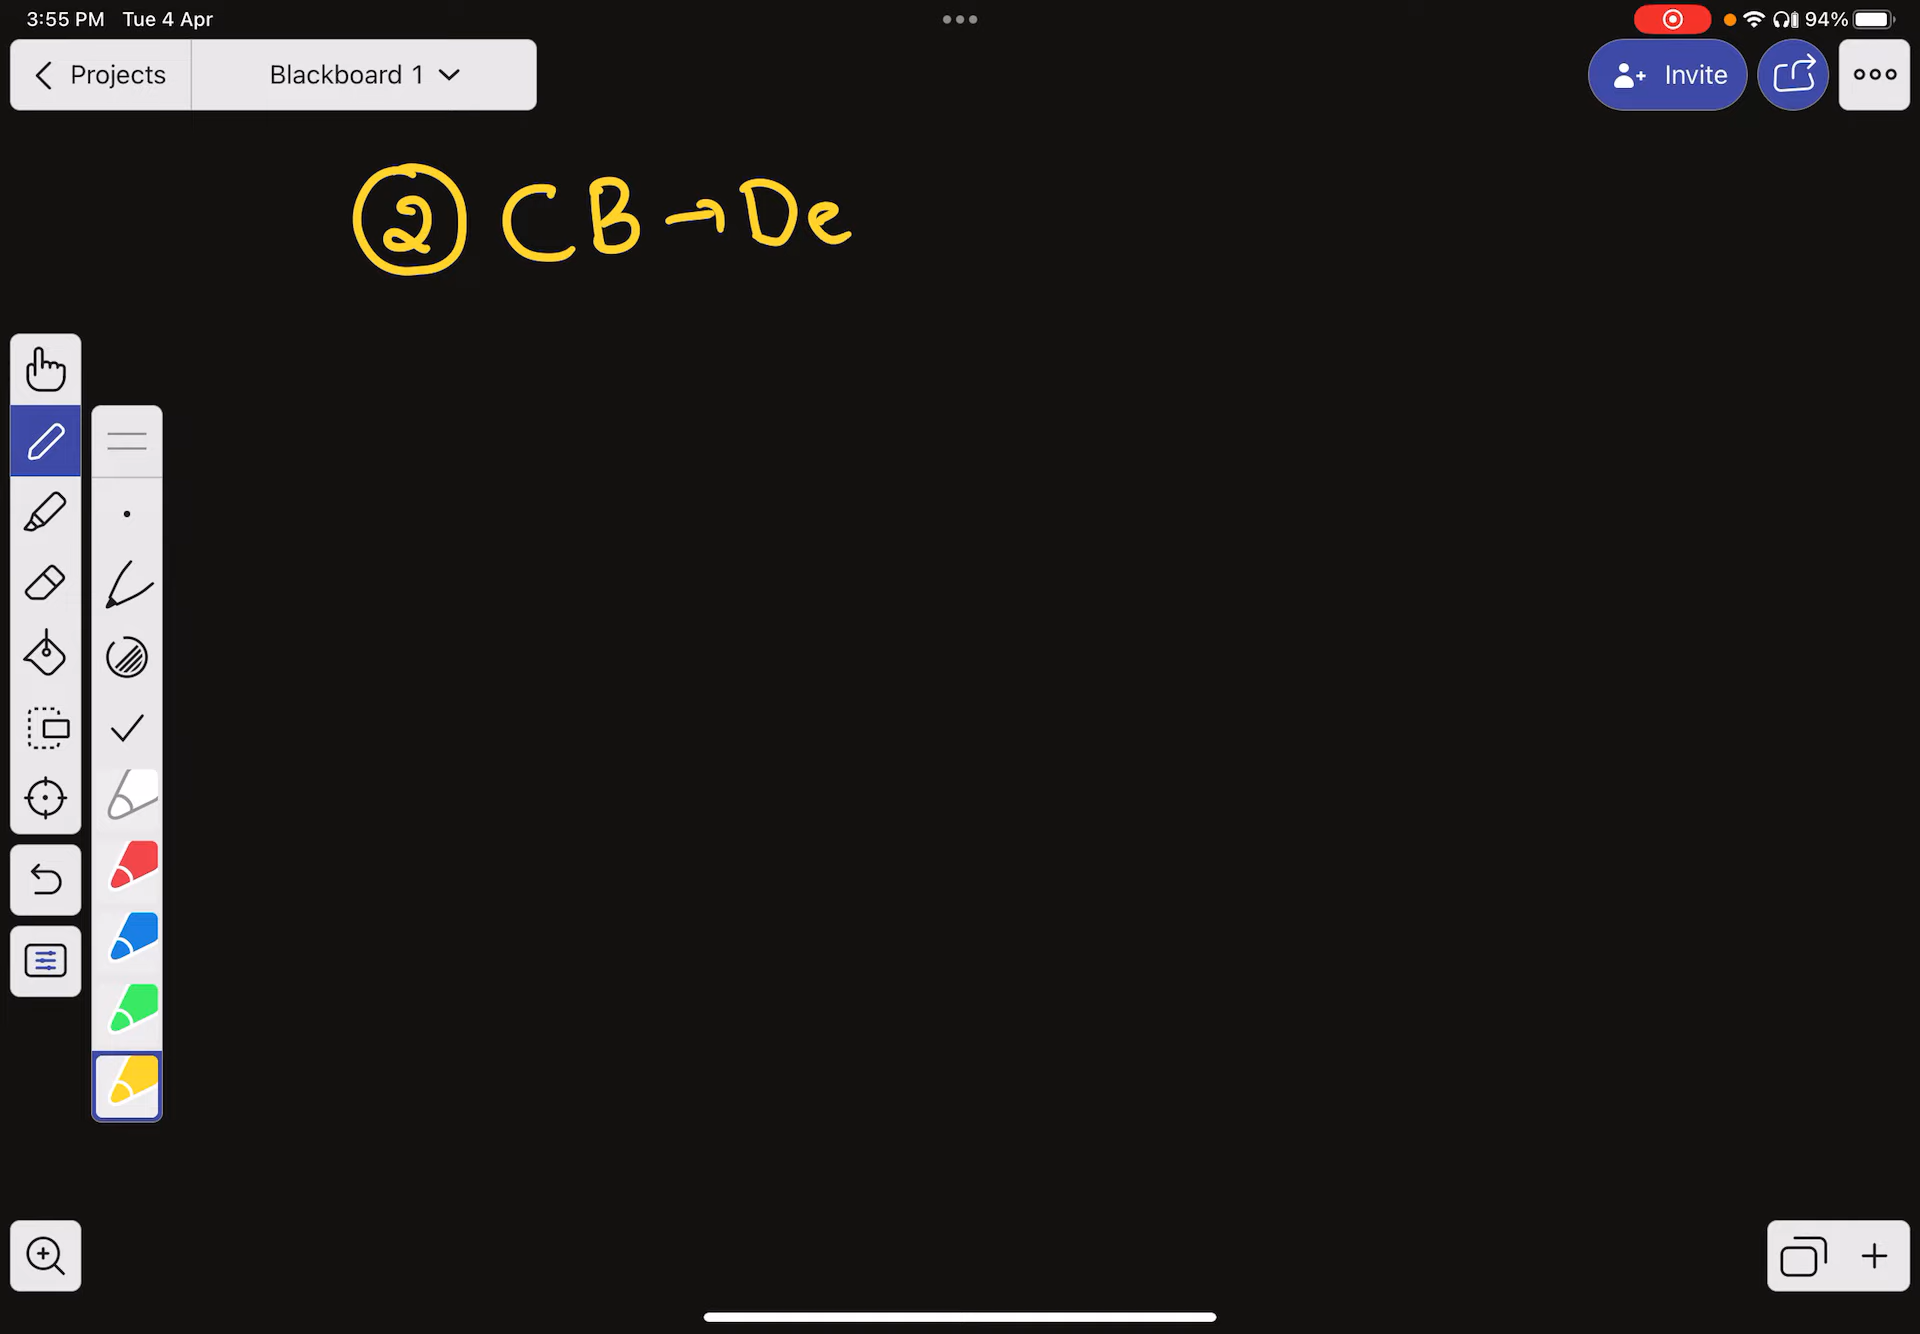 3:55 PM Tue 4 Apr
94%
Projects
Blackboard 1
Invite
② CB → De